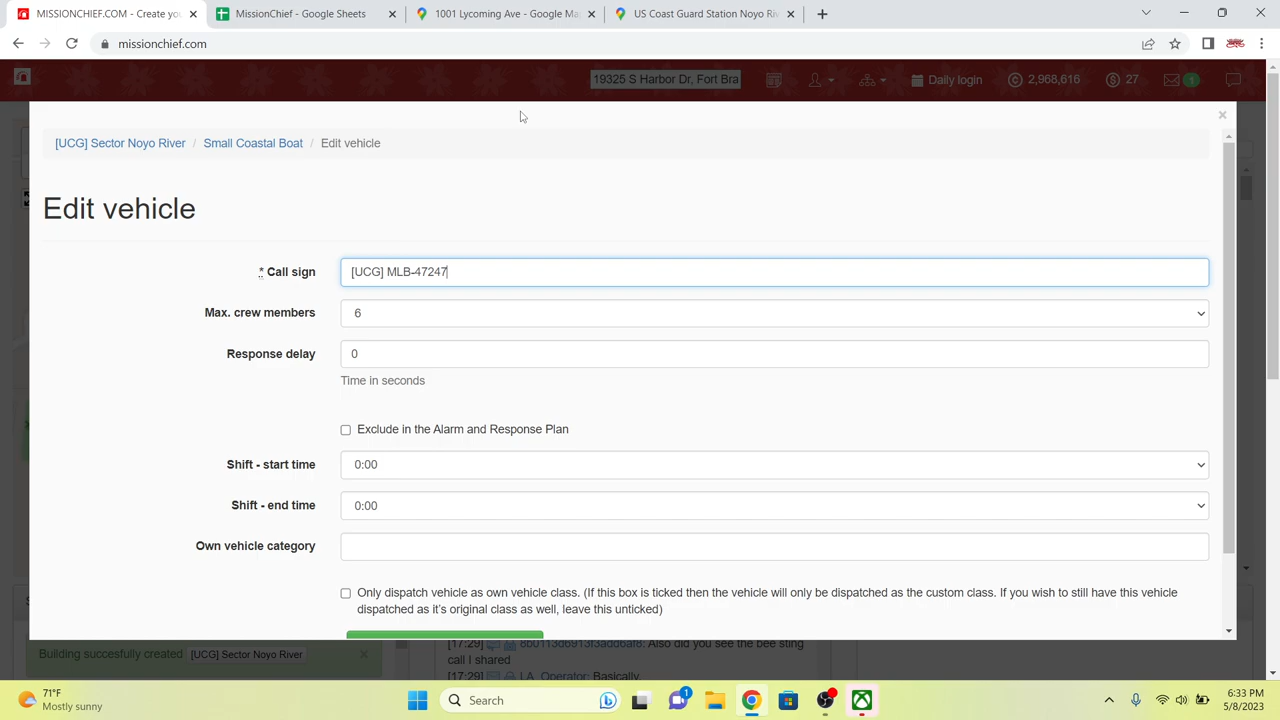 MISSIONCHIEF.COM - Create you
MissionChief - Google Sheets
1001 Lycoming Ave - Google Ma
US Coast Guard Station Noyo Ri
missionchief.com
19325 S Harbor Dr, Fort Bra
Daily login
2,968,616
27
1
[UCG] Sector Noyo River / Small Coastal Boat / Edit vehicle
Edit vehicle
* Call sign
[UCG] MLB-47247
Max. crew members
6
Response delay
0
Time in seconds
Exclude in the Alarm and Response Plan
Shift - start time
0:00
Shift - end time
0:00
Own vehicle category
Only dispatch vehicle as own vehicle class. (If this box is ticked then the vehicle will only be dispatched as the custom class. If you wish to still have this vehicle
dispatched as it's original class as well, leave this unticked)
Also did you see the bee sting
call I shared
Building succesfully created [UCG] Sector Noyo River
[17:29] LA. Operator: Basically.
71°F
Mostly sunny
Search
1
6:33 PM
5/8/2023